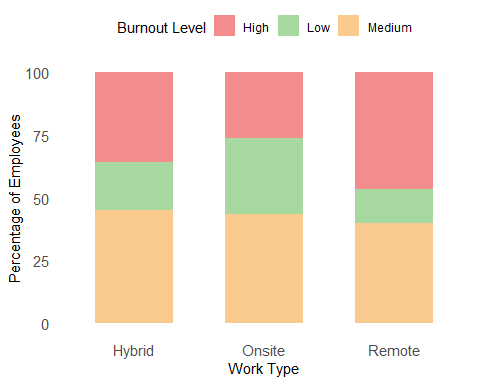 Burnout Level High Low Medium
100
75
50
25
0
Percentage of Employees
Hybrid Onsite Remote
Work Type